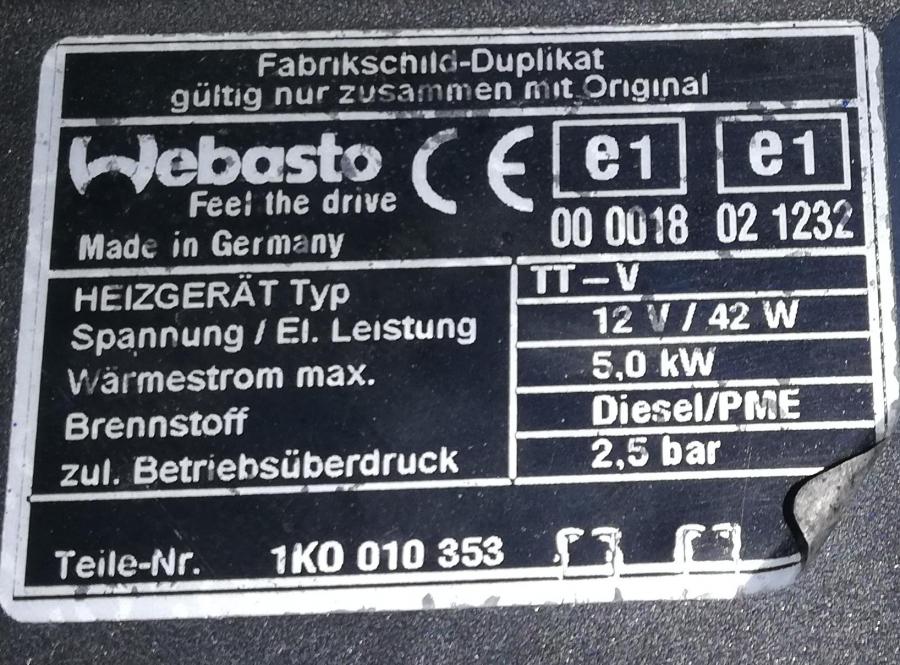 Fabrikschild-Duplikat
gültig nur zusammen mit Original
Webasto
Feel the drive
Made in Germany
CE
e1
00 0018
e1
02 1232
HEIZGERÄT Typ TT-V
Spannung / El. Leistung 12 V / 42 W
Wärmestrom max. 5,0 kW
Brennstoff Diesel/PME
zul. Betriebsüberdruck 2,5 bar
Teile-Nr. 1K0 010 353